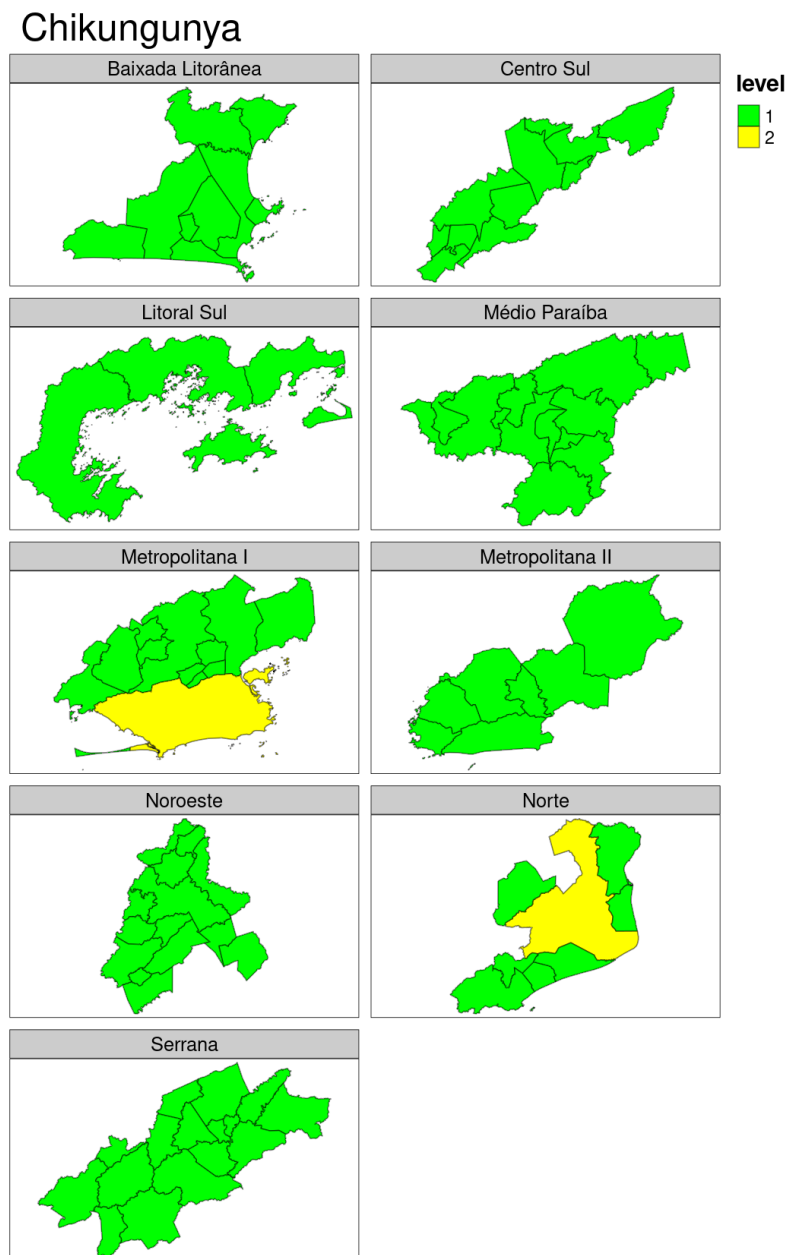 Chikungunya
Baixada Litorânea
Centro Sul
level
1
2
Litoral Sul
Médio Paraíba
Metropolitana I
Metropolitana II
Noroeste
Norte
Serrana